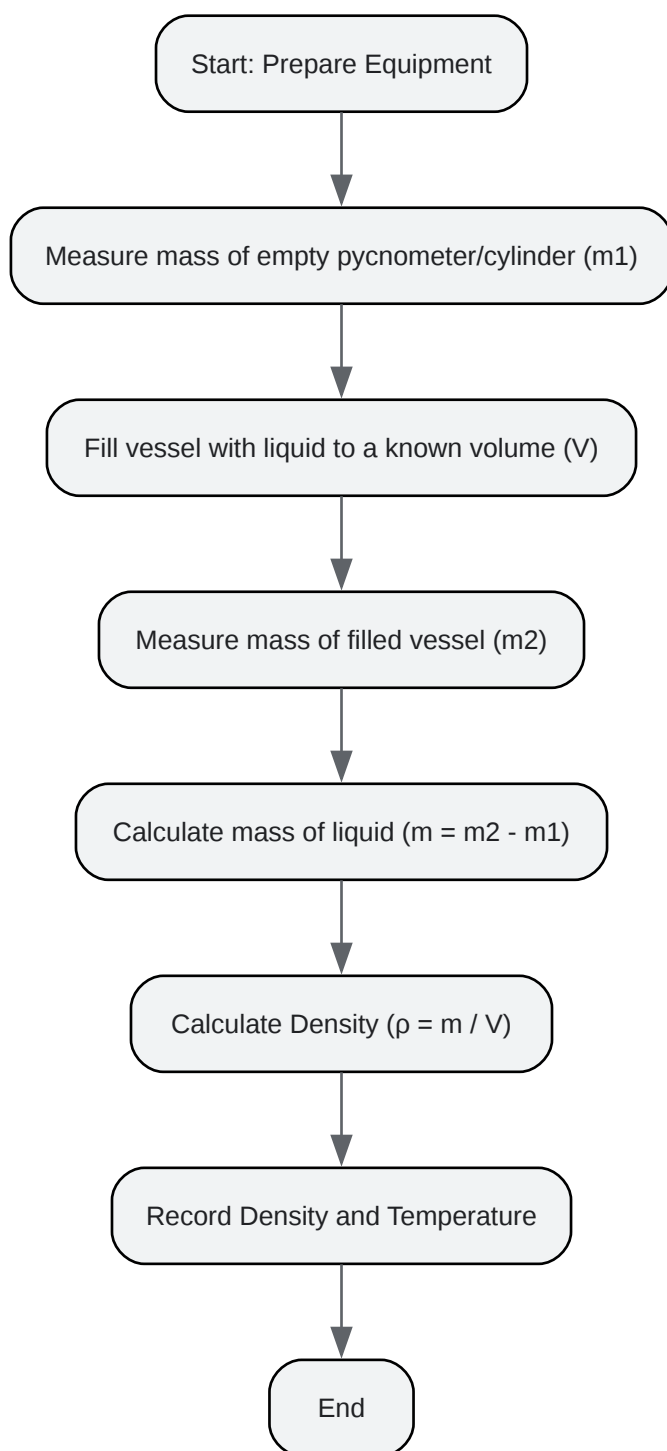 Start: Prepare Equipment
Measure mass of empty pycnometer/cylinder (m1)
Fill vessel with liquid to a known volume (V)
Measure mass of filled vessel (m2)
Calculate mass of liquid (m = m2 - m1)
Calculate Density (ρ = m / V)
Record Density and Temperature
End